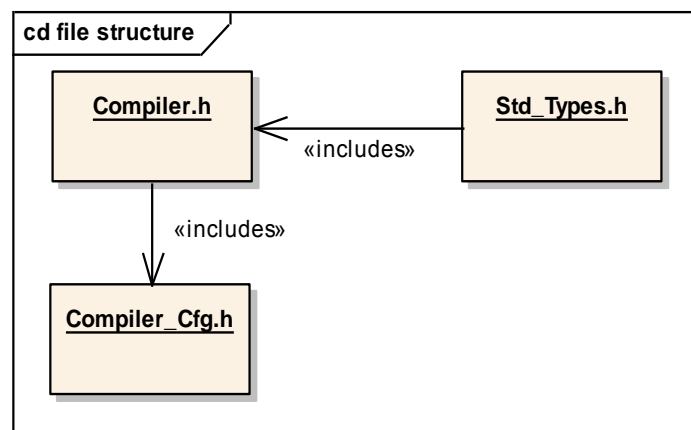 cd file structure
Compiler.h
Std_Types.h
«includes»
«includes»
Compiler_Cfg.h